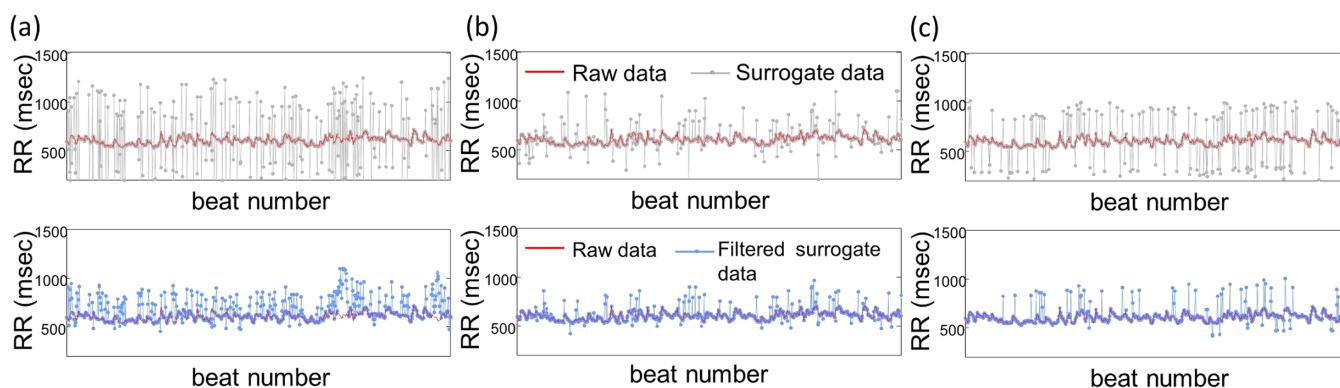 (a)
(b)
(c)
1500
1000
500
RR (msec)
beat number
1500
1000
500
RR (msec)
Raw data
Surrogate data
beat number
1500
1000
500
RR (msec)
beat number
1500
1000
500
RR (msec)
beat number
1500
1000
500
RR (msec)
Raw data
Filtered surrogate
data
beat number
1500
1000
500
RR (msec)
beat number